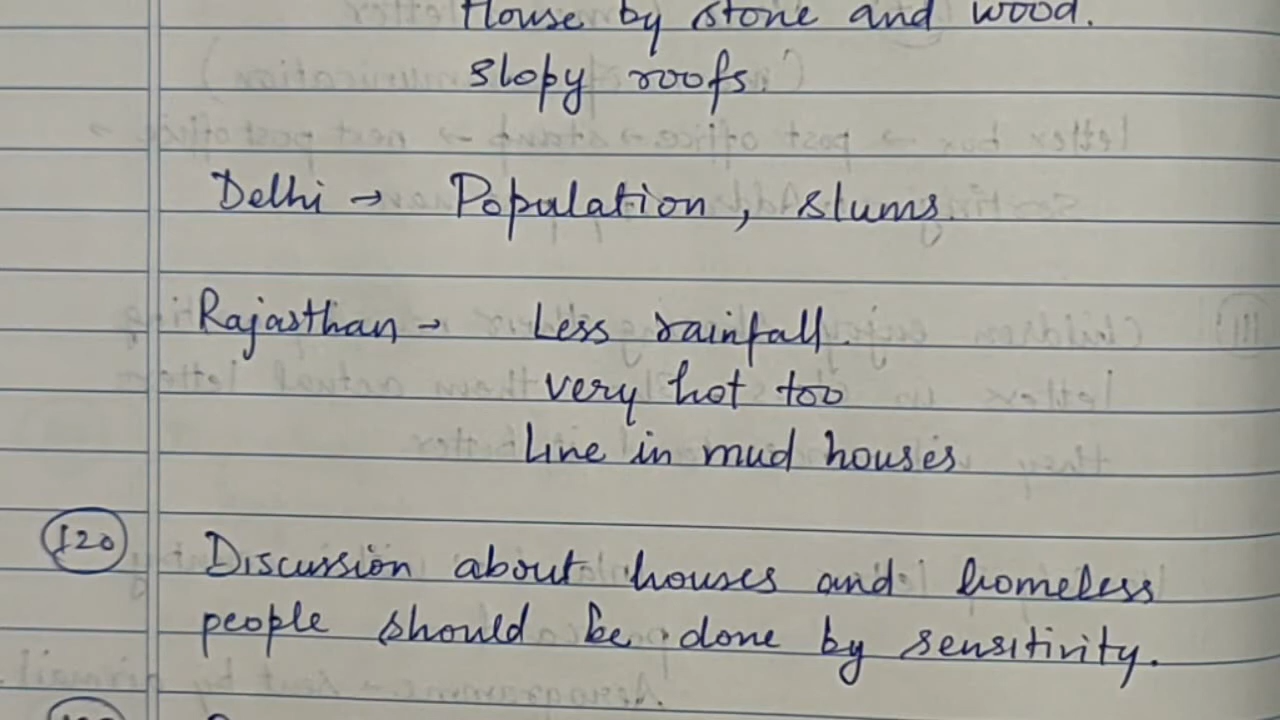 House by stone and wood.
Slopy roofs.
Delhi → Population, slums.
Rajasthan → Less rainfall.
very hot too
Line in mud houses
120 Discussion about houses and homeless
people should be done by sensitivity.